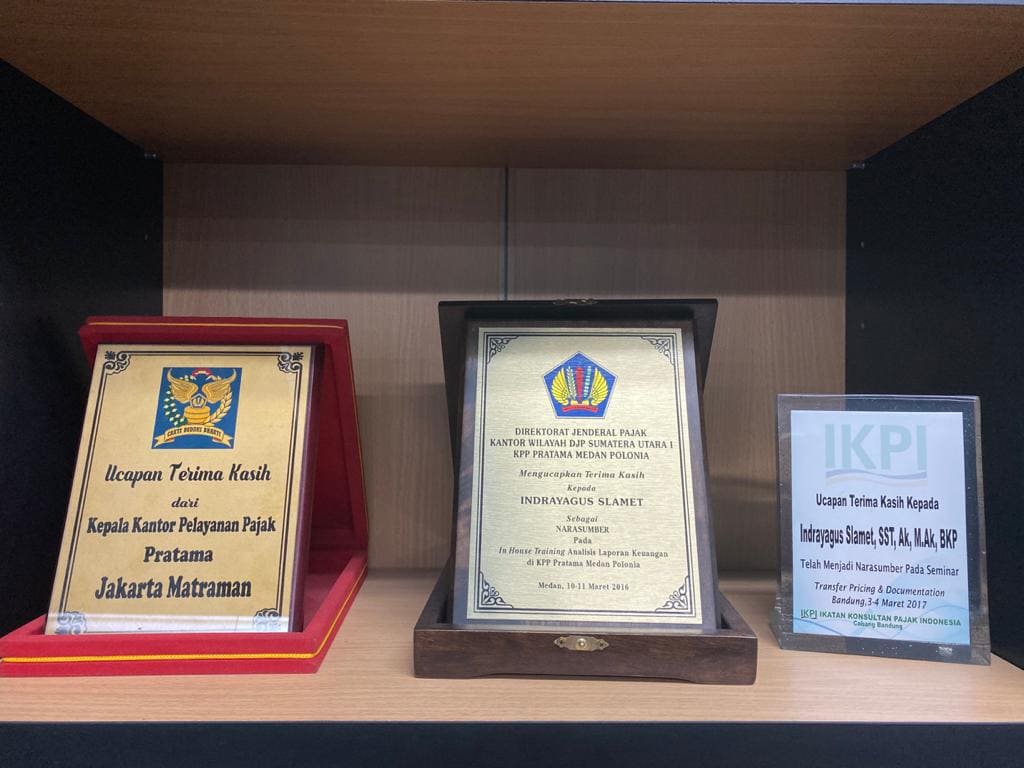 CAKTI BUDDHI BHAKTI
Ucapan Terima Kasih
dari
Kepala Kantor Pelayanan Pajak
Pratama
Jakarta Matraman
DIREKTORAT JENDERAL PAJAK
KANTOR WILAYAH DJP SUMATERA UTARA I
KPP PRATAMA MEDAN POLONIA
Mengucapkan Terima Kasih
Kepada
INDRAYAGUS SLAMET
Sebagai
NARASUMBER
Pada
In House Training Analisis Laporan Keuangan
di KPP Pratama Medan Polonia
Medan, 10-11 Maret 2016
IKPI
Ucapan Terima Kasih Kepada
Indrayagus Slamet, SST, Ak, M.Ak, BKP
Telah Menjadi Narasumber Pada Seminar
Transfer Pricing & Documentation
Bandung,3-4 Maret 2017
IKPI IKATAN KONSULTAN PAJAK INDONESIA
Cabang Bandung